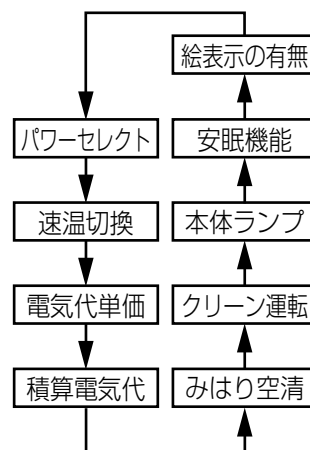 絵表示の有無
パワーセレクト
安眠機能
速温切換
本体ランプ
電気代単価
クリーン運転
積算電気代
みはり空清